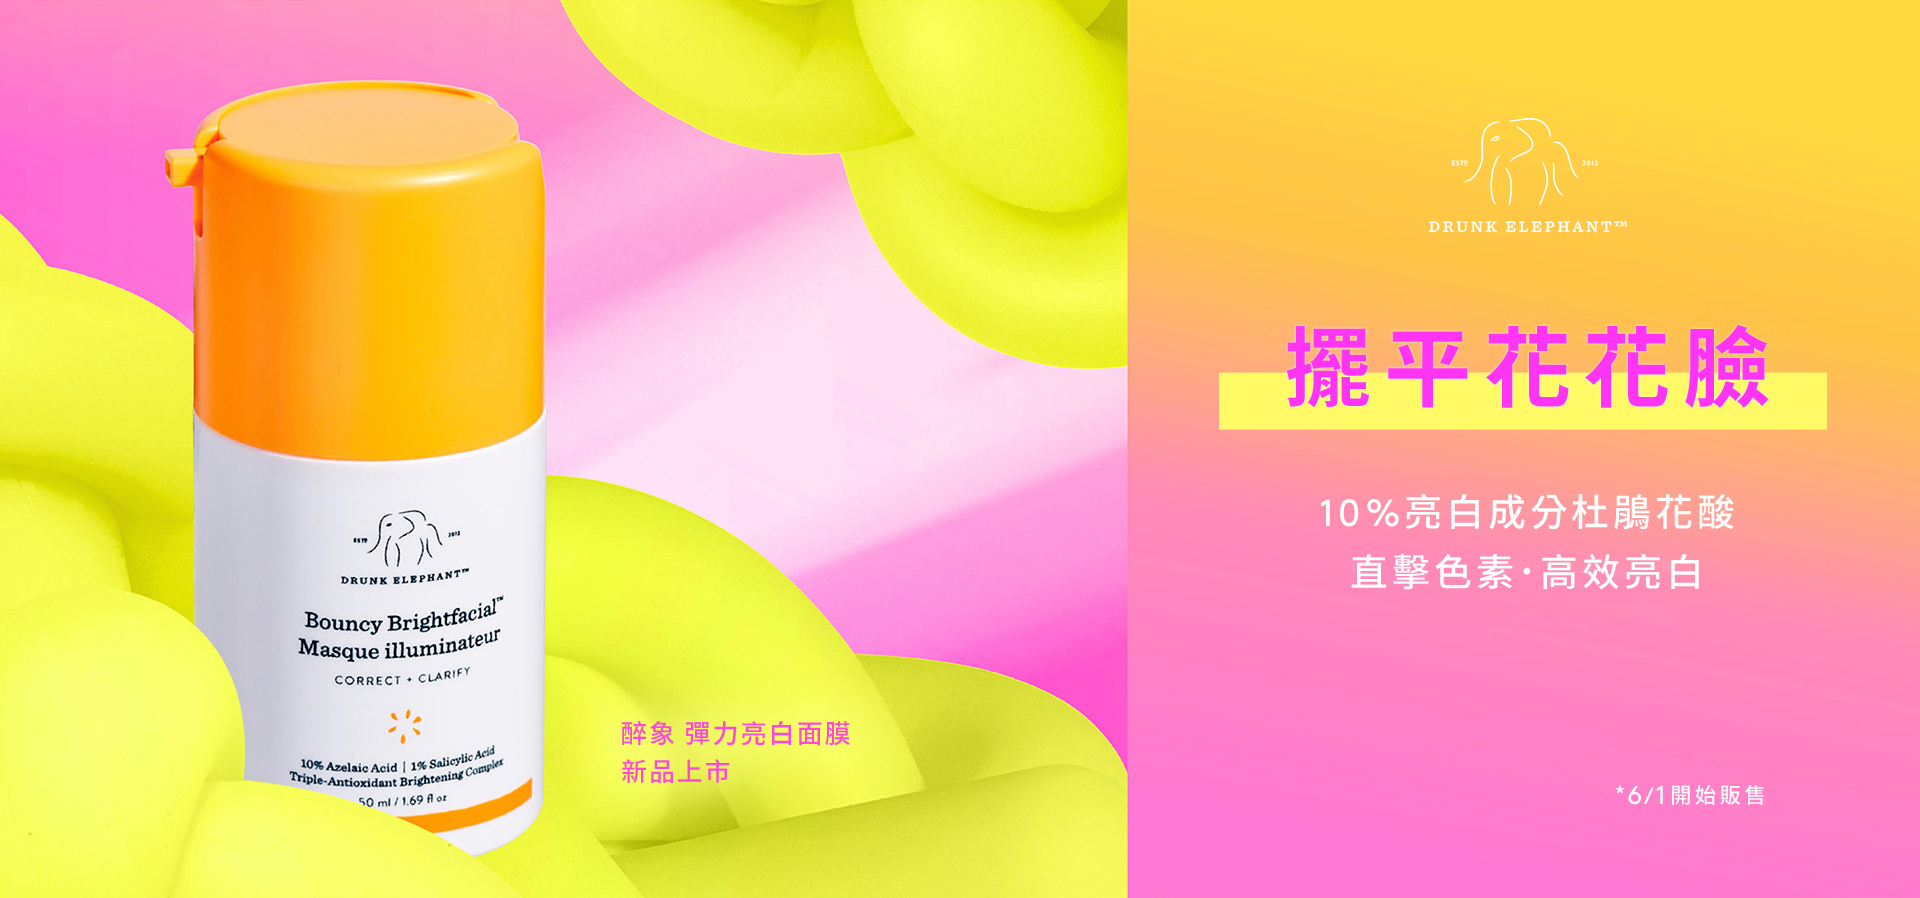 ESTD 2012
DRUNK ELEPHANT™
Bouncy Brightfacial™
Masque illuminateur
CORRECT + CLARIFY
10% Azelaic Acid | 1% Salicylic Acid
Triple-Antioxidant Brightening Complex
50 ml / 1.69 fl oz
醉象 彈力亮白面膜
新品上市
ESTD 2012
DRUNK ELEPHANT™
擺平花花臉
10%亮白成分杜鵑花酸
直擊色素·高效亮白
*6/1開始販售